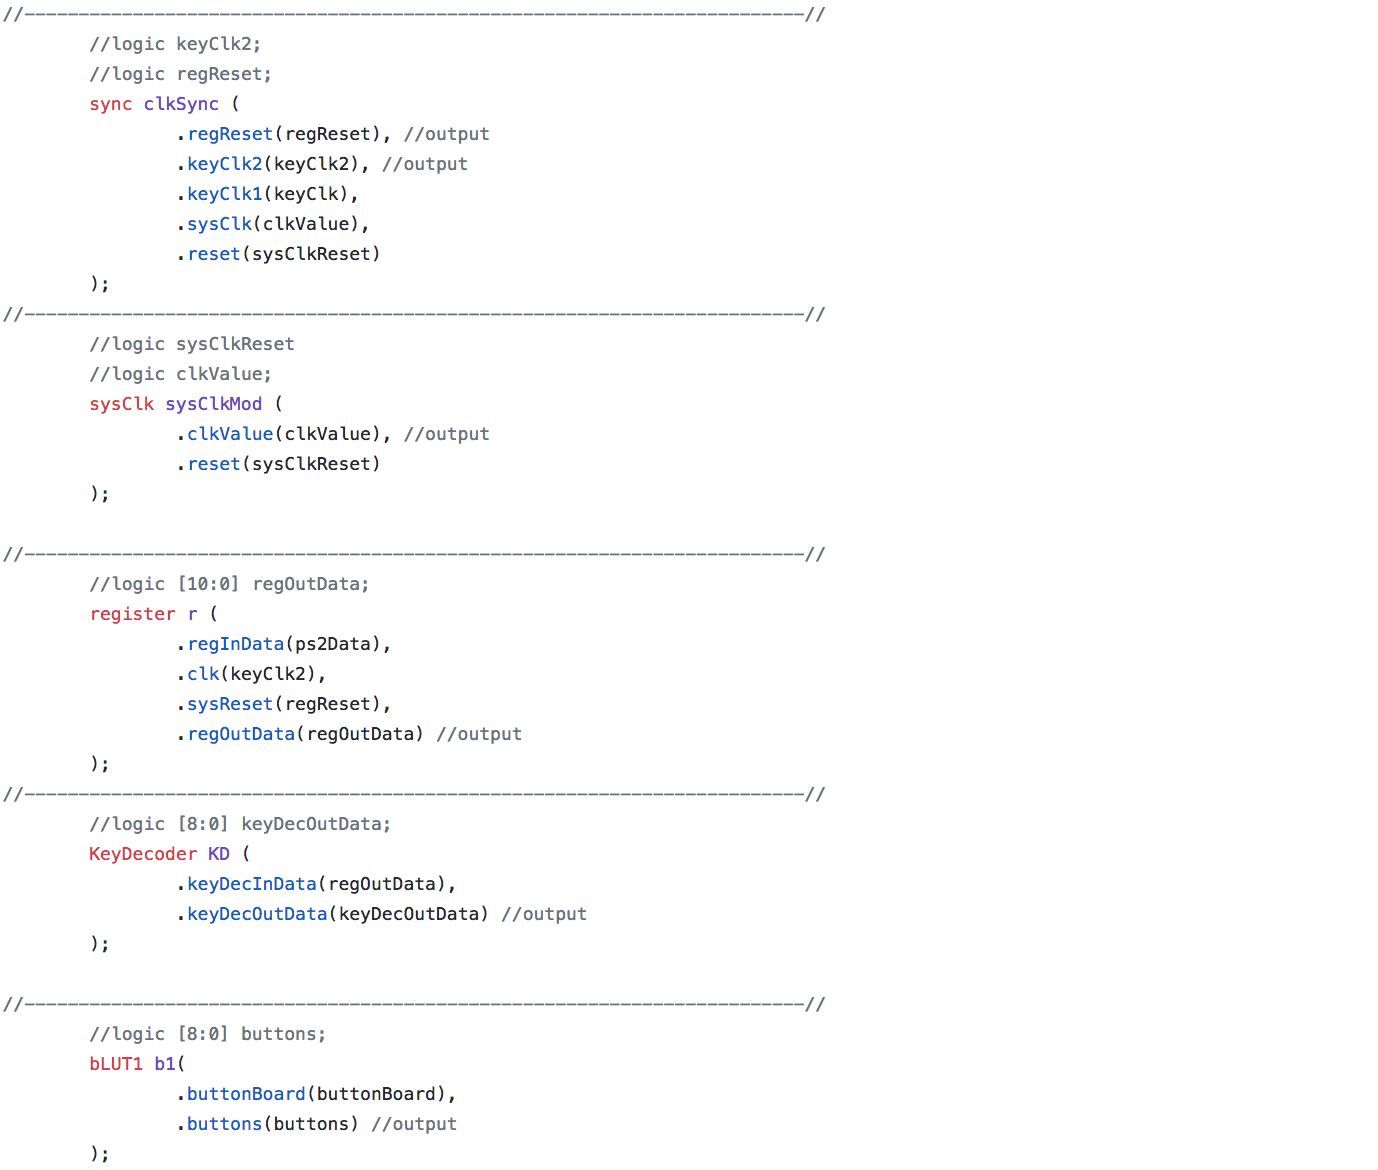 //------------------------------------------------------------------------//
//logic keyClk2;
//logic regReset;
sync clkSync (
.regReset(regReset), //output
.keyClk2(keyClk2), //output
.keyClk1(keyClk),
.sysClk(clkValue),
.reset(sysClkReset)
);
//------------------------------------------------------------------------//
//logic sysClkReset
//logic clkValue;
sysClk sysClkMod (
.clkValue(clkValue), //output
.reset(sysClkReset)
);
//------------------------------------------------------------------------//
//logic [10:0] regOutData;
register r (
.regInData(ps2Data),
.clk(keyClk2),
.sysReset(regReset),
.regOutData(regOutData) //output
);
//------------------------------------------------------------------------//
//logic [8:0] keyDecOutData;
KeyDecoder KD (
.keyDecInData(regOutData),
.keyDecOutData(keyDecOutData) //output
);
//------------------------------------------------------------------------//
//logic [8:0] buttons;
bLUT1 b1(
.buttonBoard(buttonBoard),
.buttons(buttons) //output
);